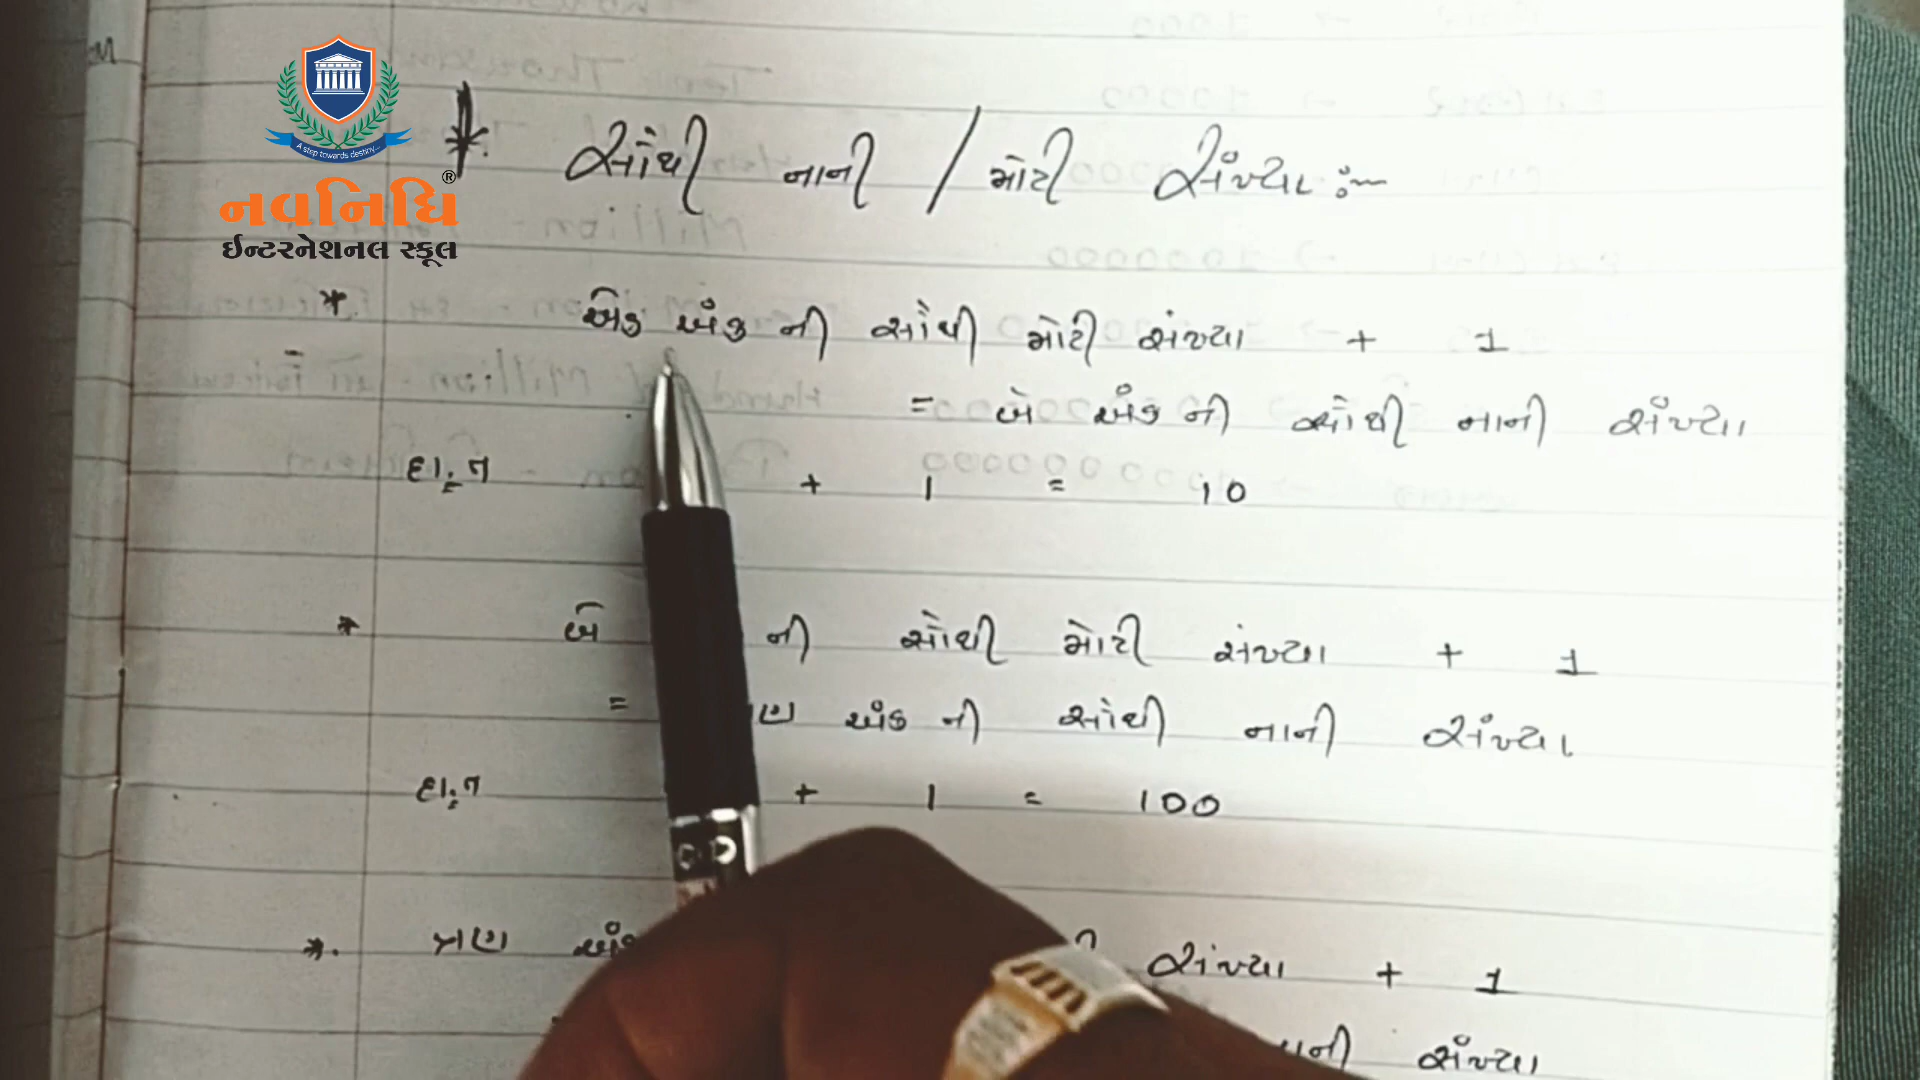 A step towards destiny...
નવનિધિ®
ઈન્ટરનેશનલ સ્કૂલ
* સૌથી નાની / મોટી સંખ્યા :-
* એક અંક ની સૌથી મોટી સંખ્યા + 1
= બે અંક ની સૌથી નાની સંખ્યા
દા.ત + 1 = 10
* બે ની સૌથી મોટી સંખ્યા + 1
= અંક ની સૌથી નાની સંખ્યા
દા.ત + 1 = 100
*. ત્રણ સંખ્યા + 1
સંખ્યા